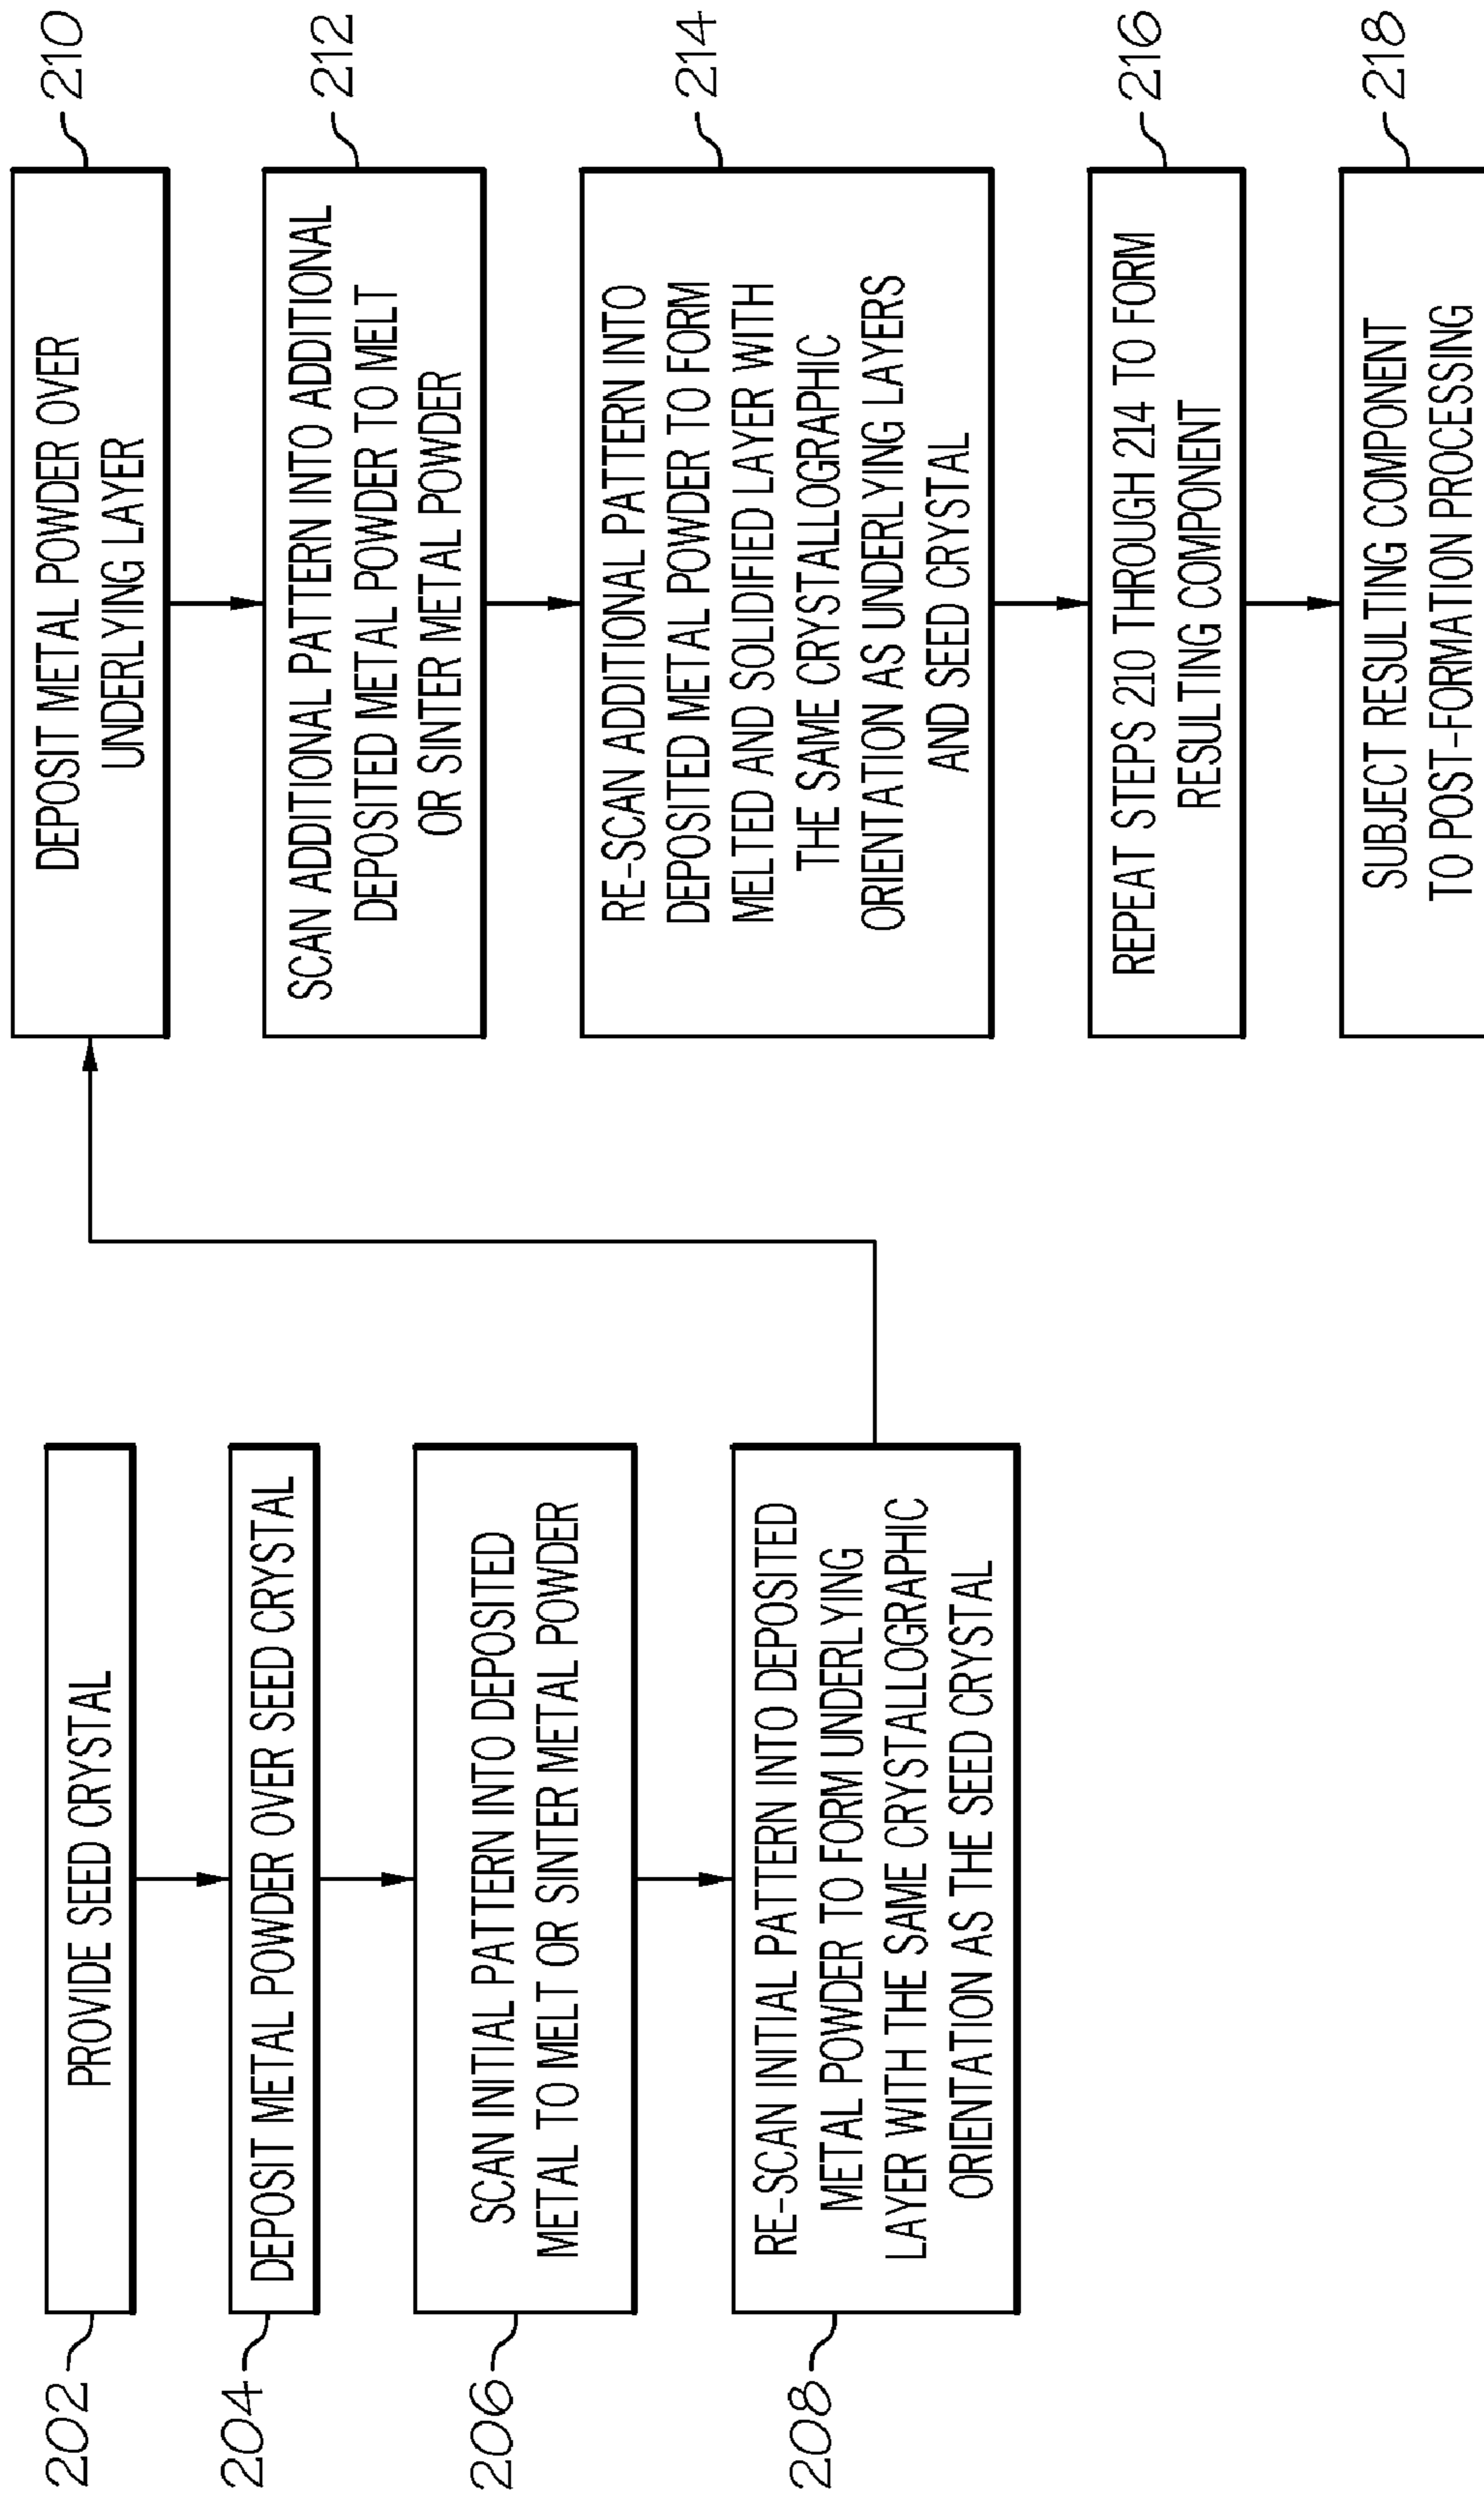 202
PROVIDE SEED CRYSTAL
204
DEPOSIT METAL POWDER OVER SEED CRYSTAL
206
SCAN INITIAL PATTERN INTO DEPOSITED
METAL TO MELT OR SINTER METAL POWDER
208
RE-SCAN INITIAL PATTERN INTO DEPOSITED
METAL POWDER TO FORM UNDERLYING
LAYER WITH THE SAME CRYSTALLOGRAPHIC
ORIENTATION AS THE SEED CRYSTAL
210
DEPOSIT METAL POWDER OVER
UNDERLYING LAYER
212
SCAN ADDITIONAL PATTERN INTO ADDITIONAL
DEPOSITED METAL POWDER TO MELT
OR SINTER METAL POWDER
214
RE-SCAN ADDITIONAL PATTERN INTO
DEPOSITED METAL POWDER TO FORM
MELTED AND SOLIDIFIED LAYER WITH
THE SAME CRYSTALLOGRAPHIC
ORIENTATION AS UNDERLYING LAYERS
AND SEED CRYSTAL
216
REPEAT STEPS 210 THROUGH 214 TO FORM
RESULTING COMPONENT
218
SUBJECT RESULTING COMPONENT
TO POST-FORMATION PROCESSING